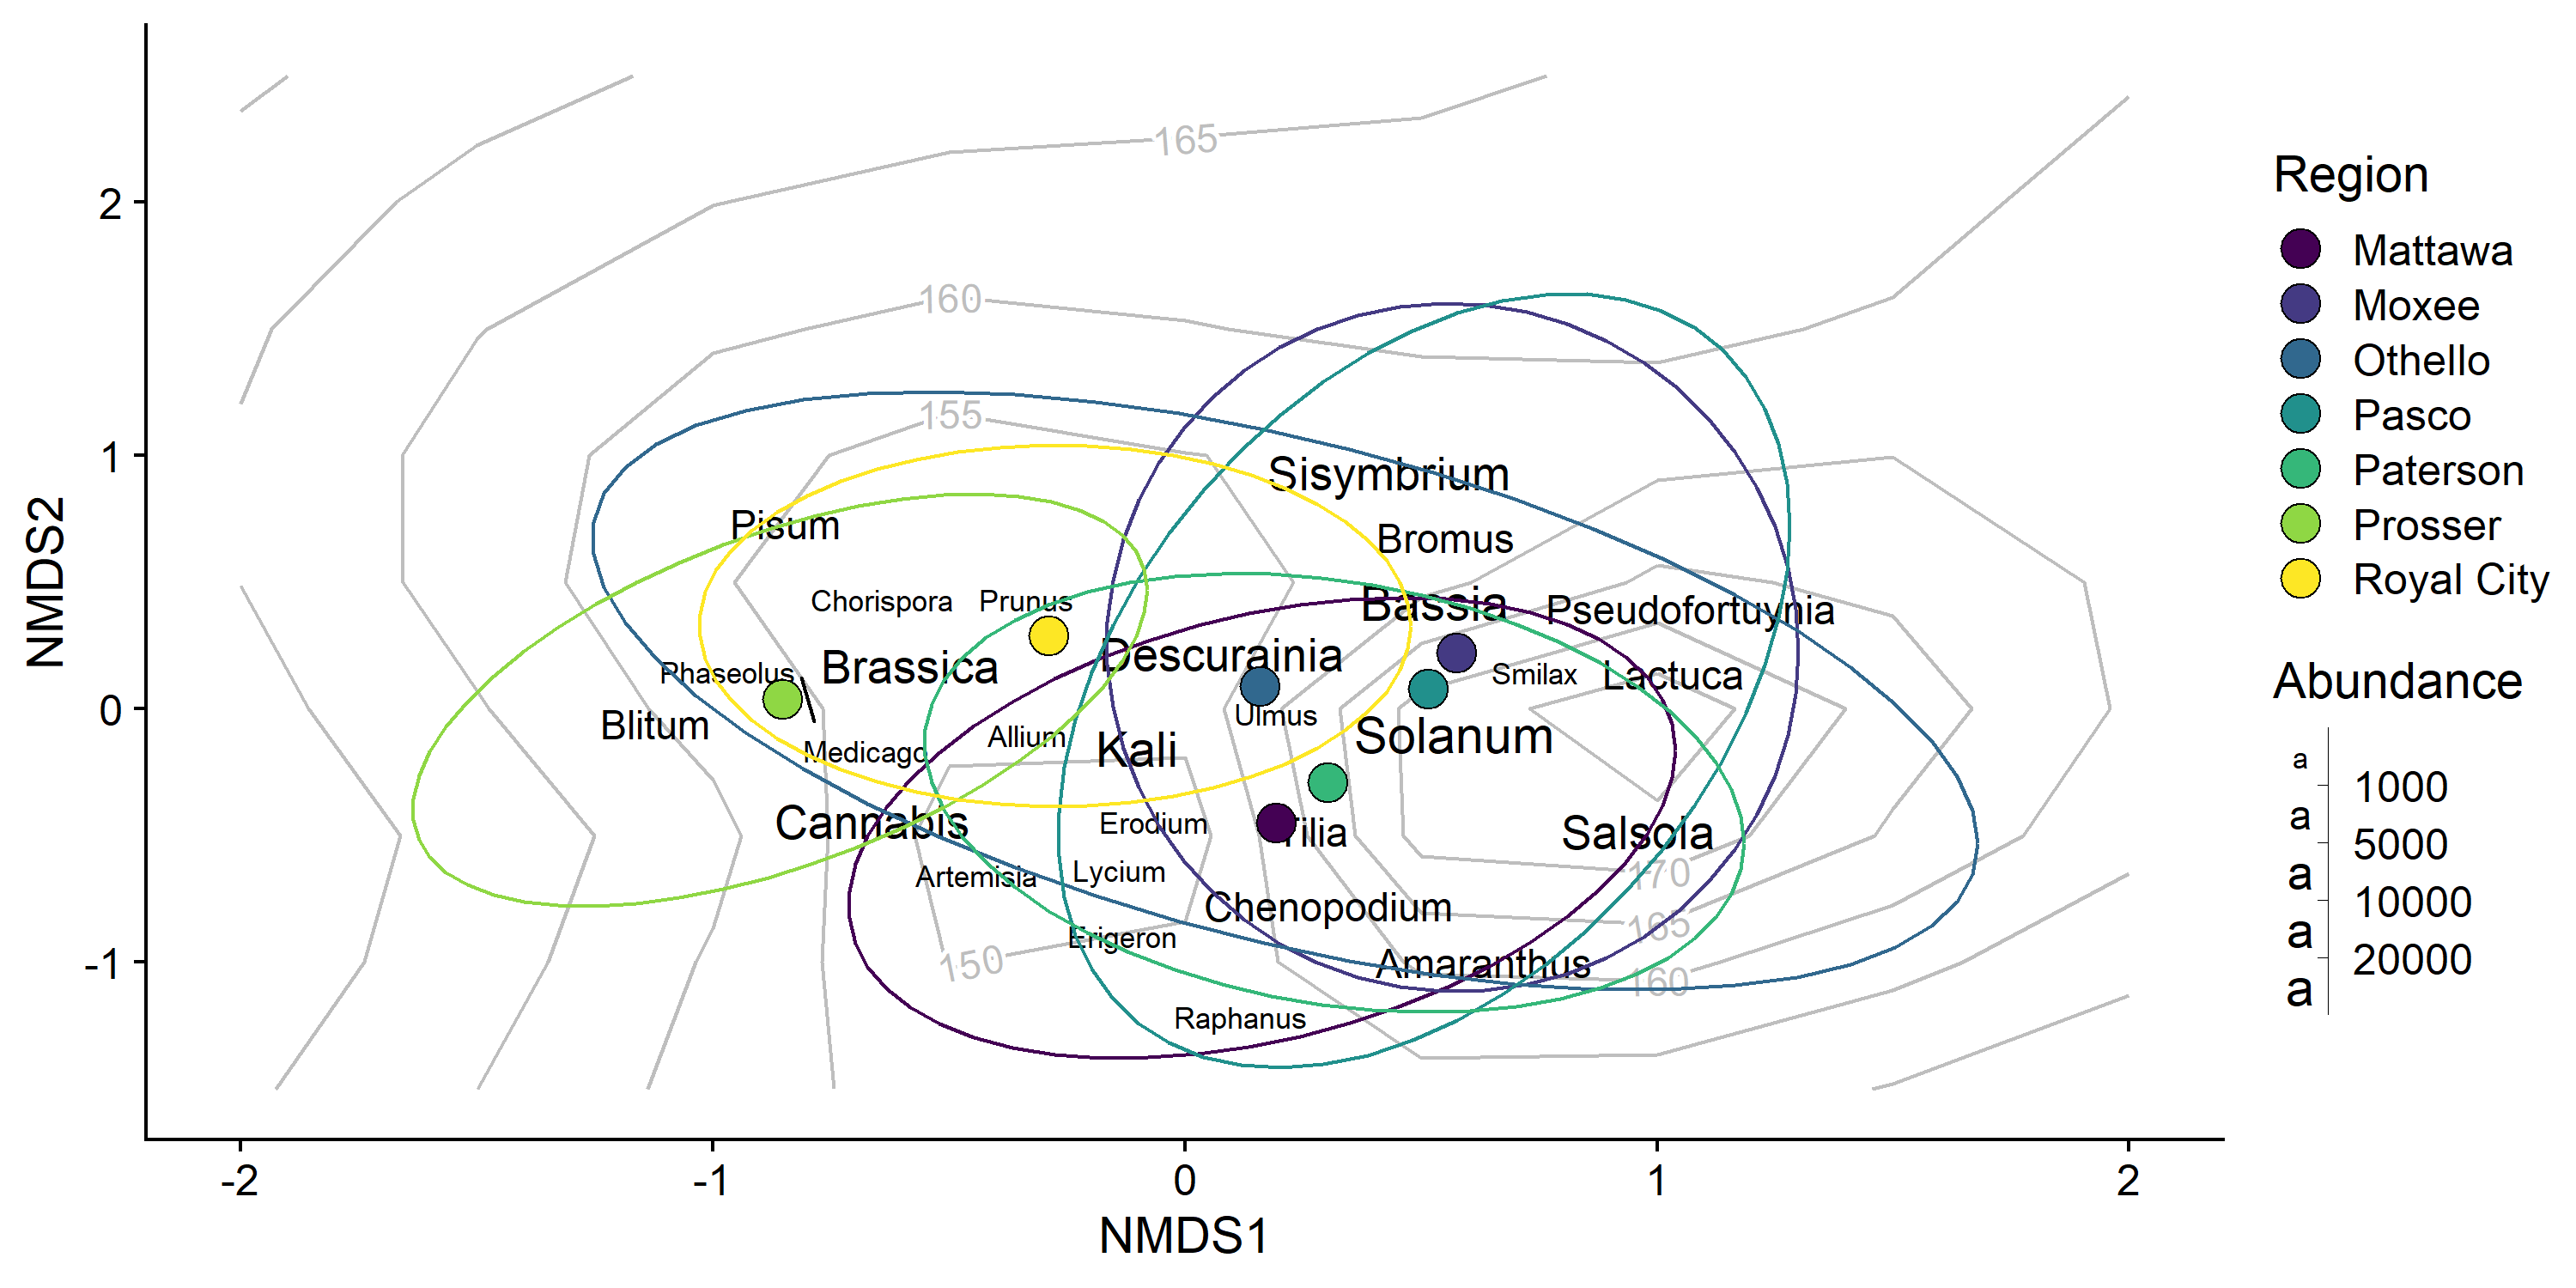 165
2
160
155
1
Sisymbrium
Pisum
Bromus
Chorispora
Prunus
Bassia
Pseudofortuynia
Descurainia
Brassica
Phaseolus
Smilax
Lactuca
0
Ulmus
Blitum
Allium
Solanum
Medicago
Kali
Cannabis
Erodium
Tilia
Salsola
Artemisia
Lycium
170
Chenopodium
165
Erigeron
-1
150
Amaranthus
160
Raphanus
-2
-1
0
1
2
NMDS1
NMDS2
Region
Mattawa
Moxee
Othello
Pasco
Paterson
Prosser
Royal City
Abundance
a
1000
a
5000
a
10000
a
20000
a